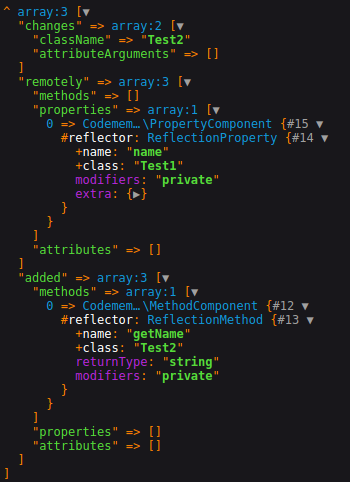 ^ array:3 [▼
  "changes" => array:2 [▼
    "className" => "Test2"
    "attributeArguments" => []
  ]
  "remotely" => array:3 [▼
    "methods" => []
    "properties" => array:1 [▼
      0 => Codemem…\PropertyComponent {#15 ▼
        #reflector: ReflectionProperty {#14 ▼
          +name: "name"
          +class: "Test1"
          modifiers: "private"
          extra: {▶}
        }
      }
    ]
    "attributes" => []
  ]
  "added" => array:3 [▼
    "methods" => array:1 [▼
      0 => Codemem…\MethodComponent {#12 ▼
        #reflector: ReflectionMethod {#13 ▼
          +name: "getName"
          +class: "Test2"
          returnType: "string"
          modifiers: "private"
        }
      }
    ]
    "properties" => []
    "attributes" => []
  ]
]